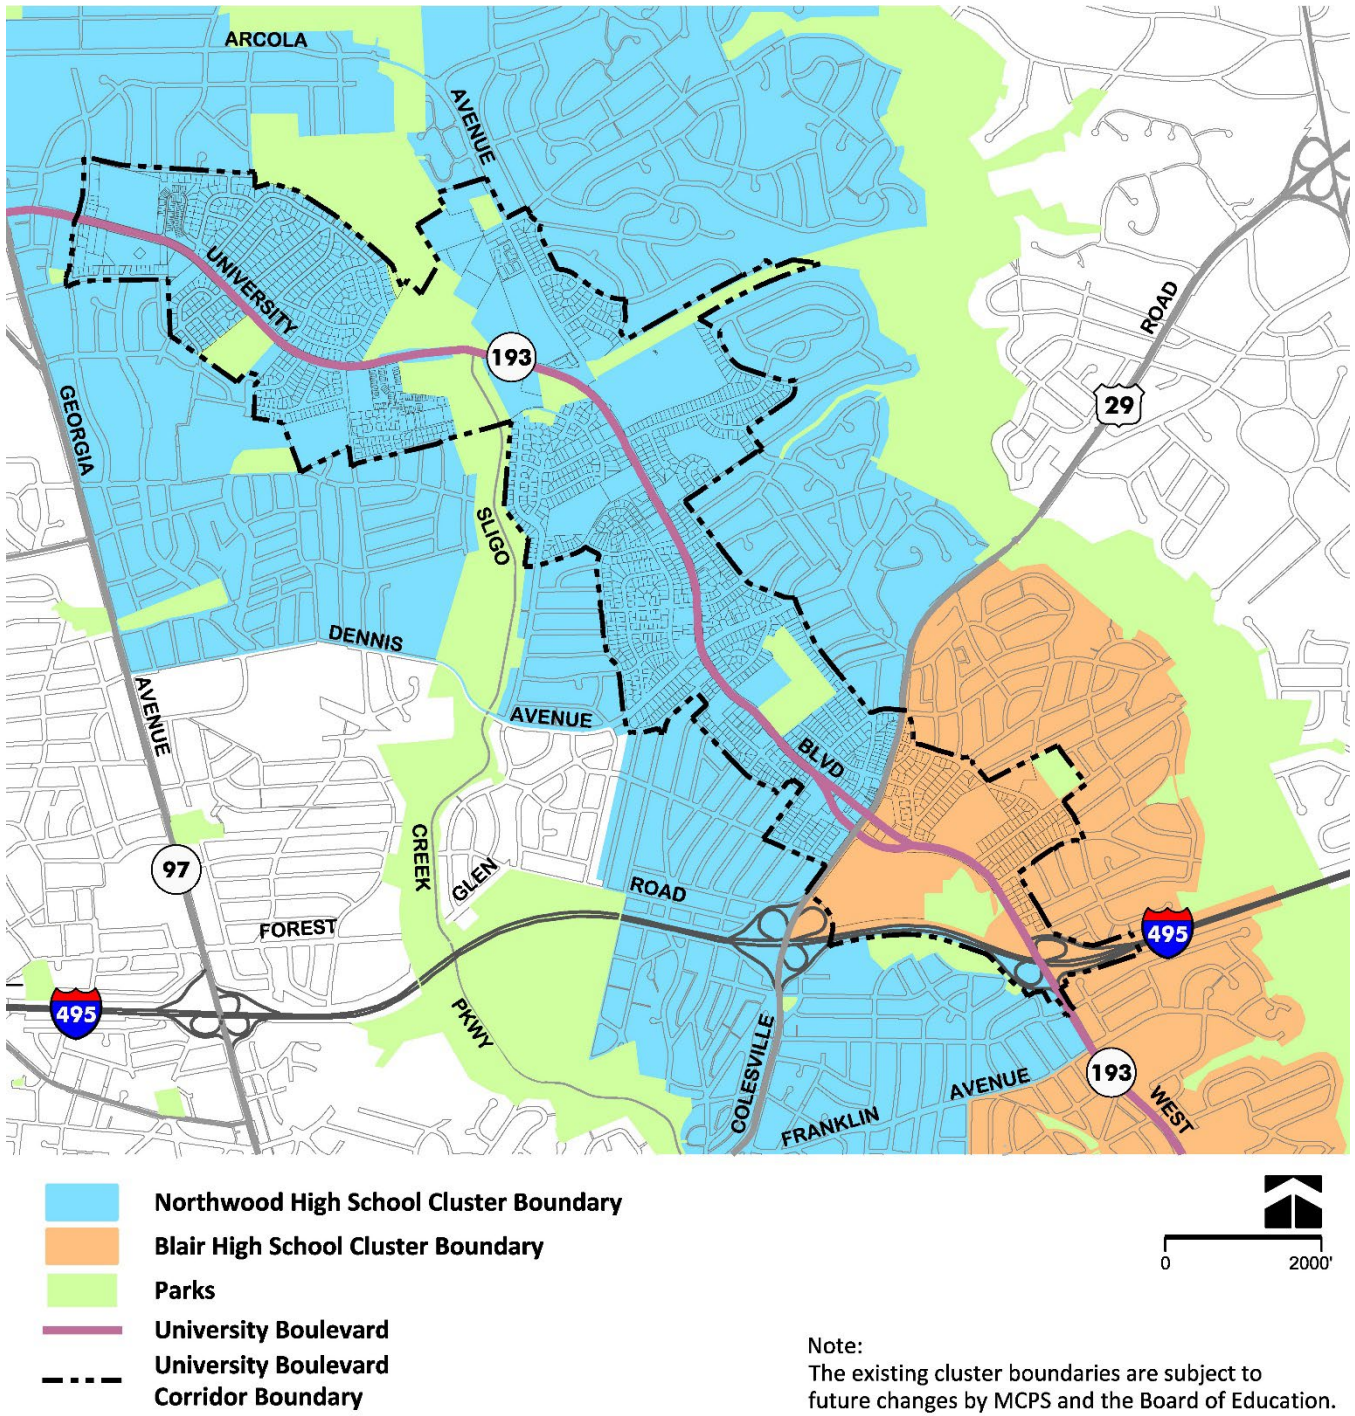 ARCOLA
AVENUE
UNIVERSITY
193
ROAD
29
GEORGIA
SLIGO
DENNIS
AVENUE
AVENUE
BLVD
97
CREEK
GLEN
ROAD
FOREST
495
495
PKWY
COLESVILLE
193
AVENUE
WEST
FRANKLIN
Northwood High School Cluster Boundary
Blair High School Cluster Boundary
Parks
University Boulevard
University Boulevard
Corridor Boundary
0 2000'
Note:
The existing cluster boundaries are subject to
future changes by MCPS and the Board of Education.